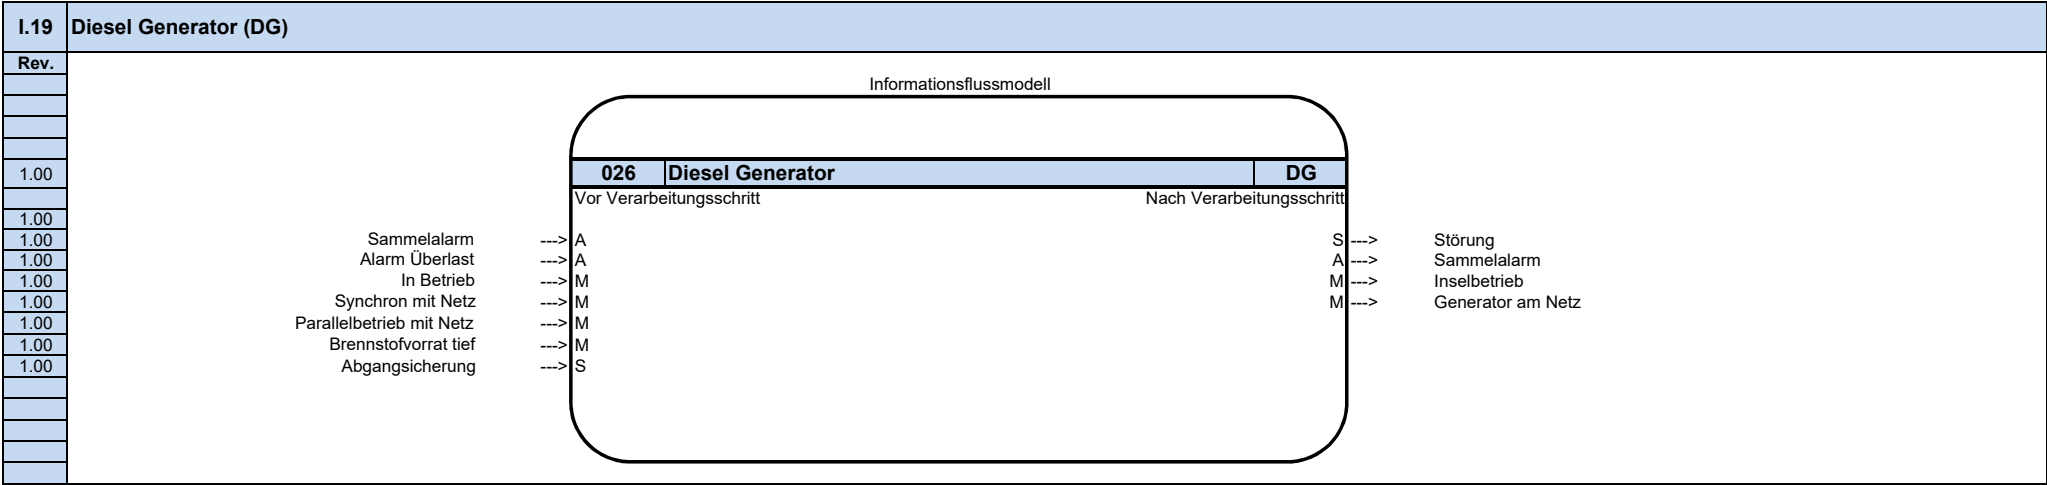 I.19 Diesel Generator (DG)
Rev.
Informationsflussmodell
1.00 026 Diesel Generator DG
Vor Verarbeitungsschritt Nach Verarbeitungsschritt
1.00
1.00 Sammelalarm ---> A S ---> Störung
1.00 Alarm Überlast ---> A A ---> Sammelalarm
1.00 In Betrieb ---> M M ---> Inselbetrieb
1.00 Synchron mit Netz ---> M M ---> Generator am Netz
1.00 Parallelbetrieb mit Netz ---> M
1.00 Brennstofvorrat tief ---> M
1.00 Abgangsicherung ---> S